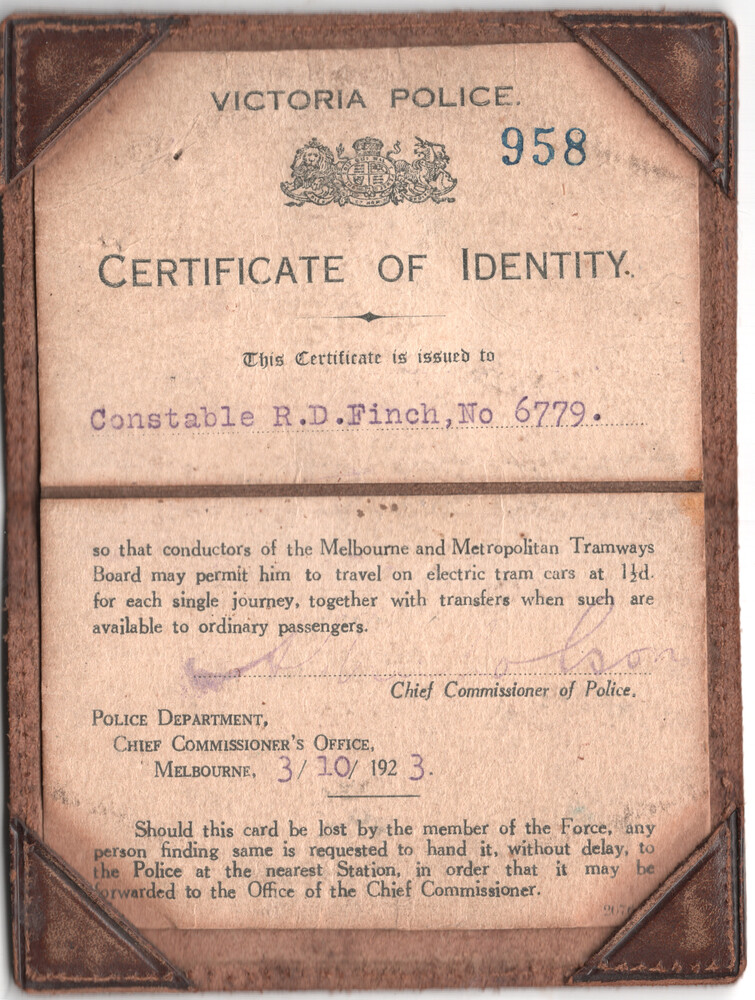 VICTORIA POLICE.
958
CERTIFICATE OF IDENTITY.
This Certificate is issued to
Constable R.D.Finch,No 6779.
so that conductors of the Melbourne and Metropolitan Tramways
Board may permit him to travel on electric tram cars at 1½d.
for each single journey, together with transfers when such are
available to ordinary passengers.
Chief Commissioner of Police.
POLICE DEPARTMENT,
CHIEF COMMISSIONER'S OFFICE,
MELBOURNE, 3/10/1923.
Should this card be lost by the member of the Force, any
person finding same is requested to hand it, without delay, to
the Police at the nearest Station, in order that it may be
forwarded to the Office of the Chief Commissioner.